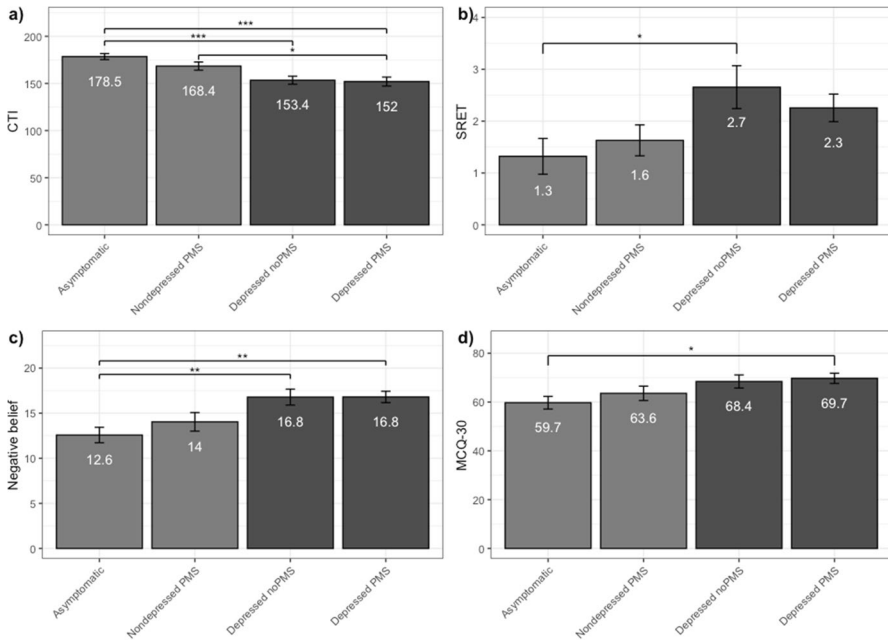 a)
CTI
200
150
100
50
0
***
***
*
178.5
168.4
153.4
152
Asymptomatic
Nondepressed PMS
Depressed noPMS
Depressed PMS
b)
SRET
4
3
2
1
0
*
1.3
1.6
2.7
2.3
Asymptomatic
Nondepressed PMS
Depressed noPMS
Depressed PMS
c)
Negative belief
20
15
10
5
0
**
**
12.6
14
16.8
16.8
Asymptomatic
Nondepressed PMS
Depressed noPMS
Depressed PMS
d)
MCQ-30
80
60
40
20
0
*
59.7
63.6
68.4
69.7
Asymptomatic
Nondepressed PMS
Depressed noPMS
Depressed PMS